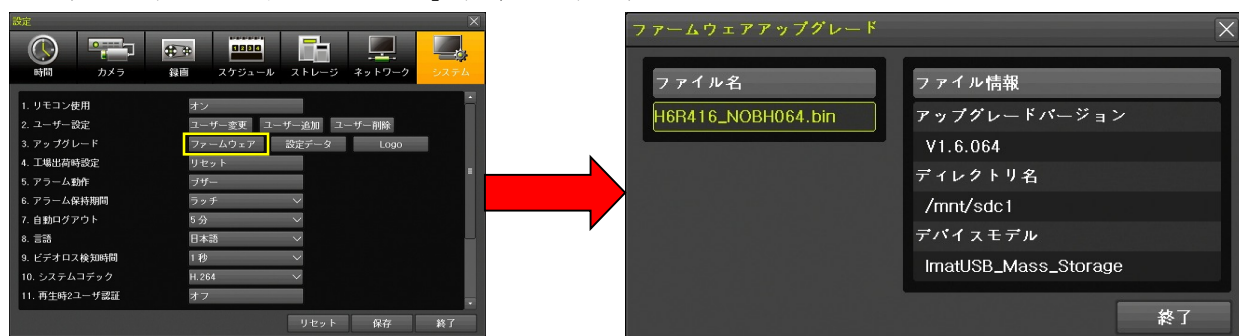 設定
時間 カメラ 録画 スケジュール ストレージ ネットワーク システム
1. リモコン使用 オン
2. ユーザー設定 ユーザー変更 ユーザー追加 ユーザー削除
3. アップグレード ファームウェア 設定データ Logo
4.工場出荷時設定 リセット
5. アラーム動作 ブザー
6. アラーム保持期間 ラッチ
7. 自動ログアウト 5 分
8. 言語 日本語
9. ビデオロス検知時間 1 秒
10. システムコデック H.264
11. 再生時2ユーザ認証 オフ
リセット 保存 終了
ファームウェアアップグレード
ファイル名
H6R416_NOBH064.bin
ファイル情報
アップグレードバージョン
V1.6.064
ディレクトリ名
/mnt/sdc1
デバイスモデル
ImatUSB_Mass_Storage
終了